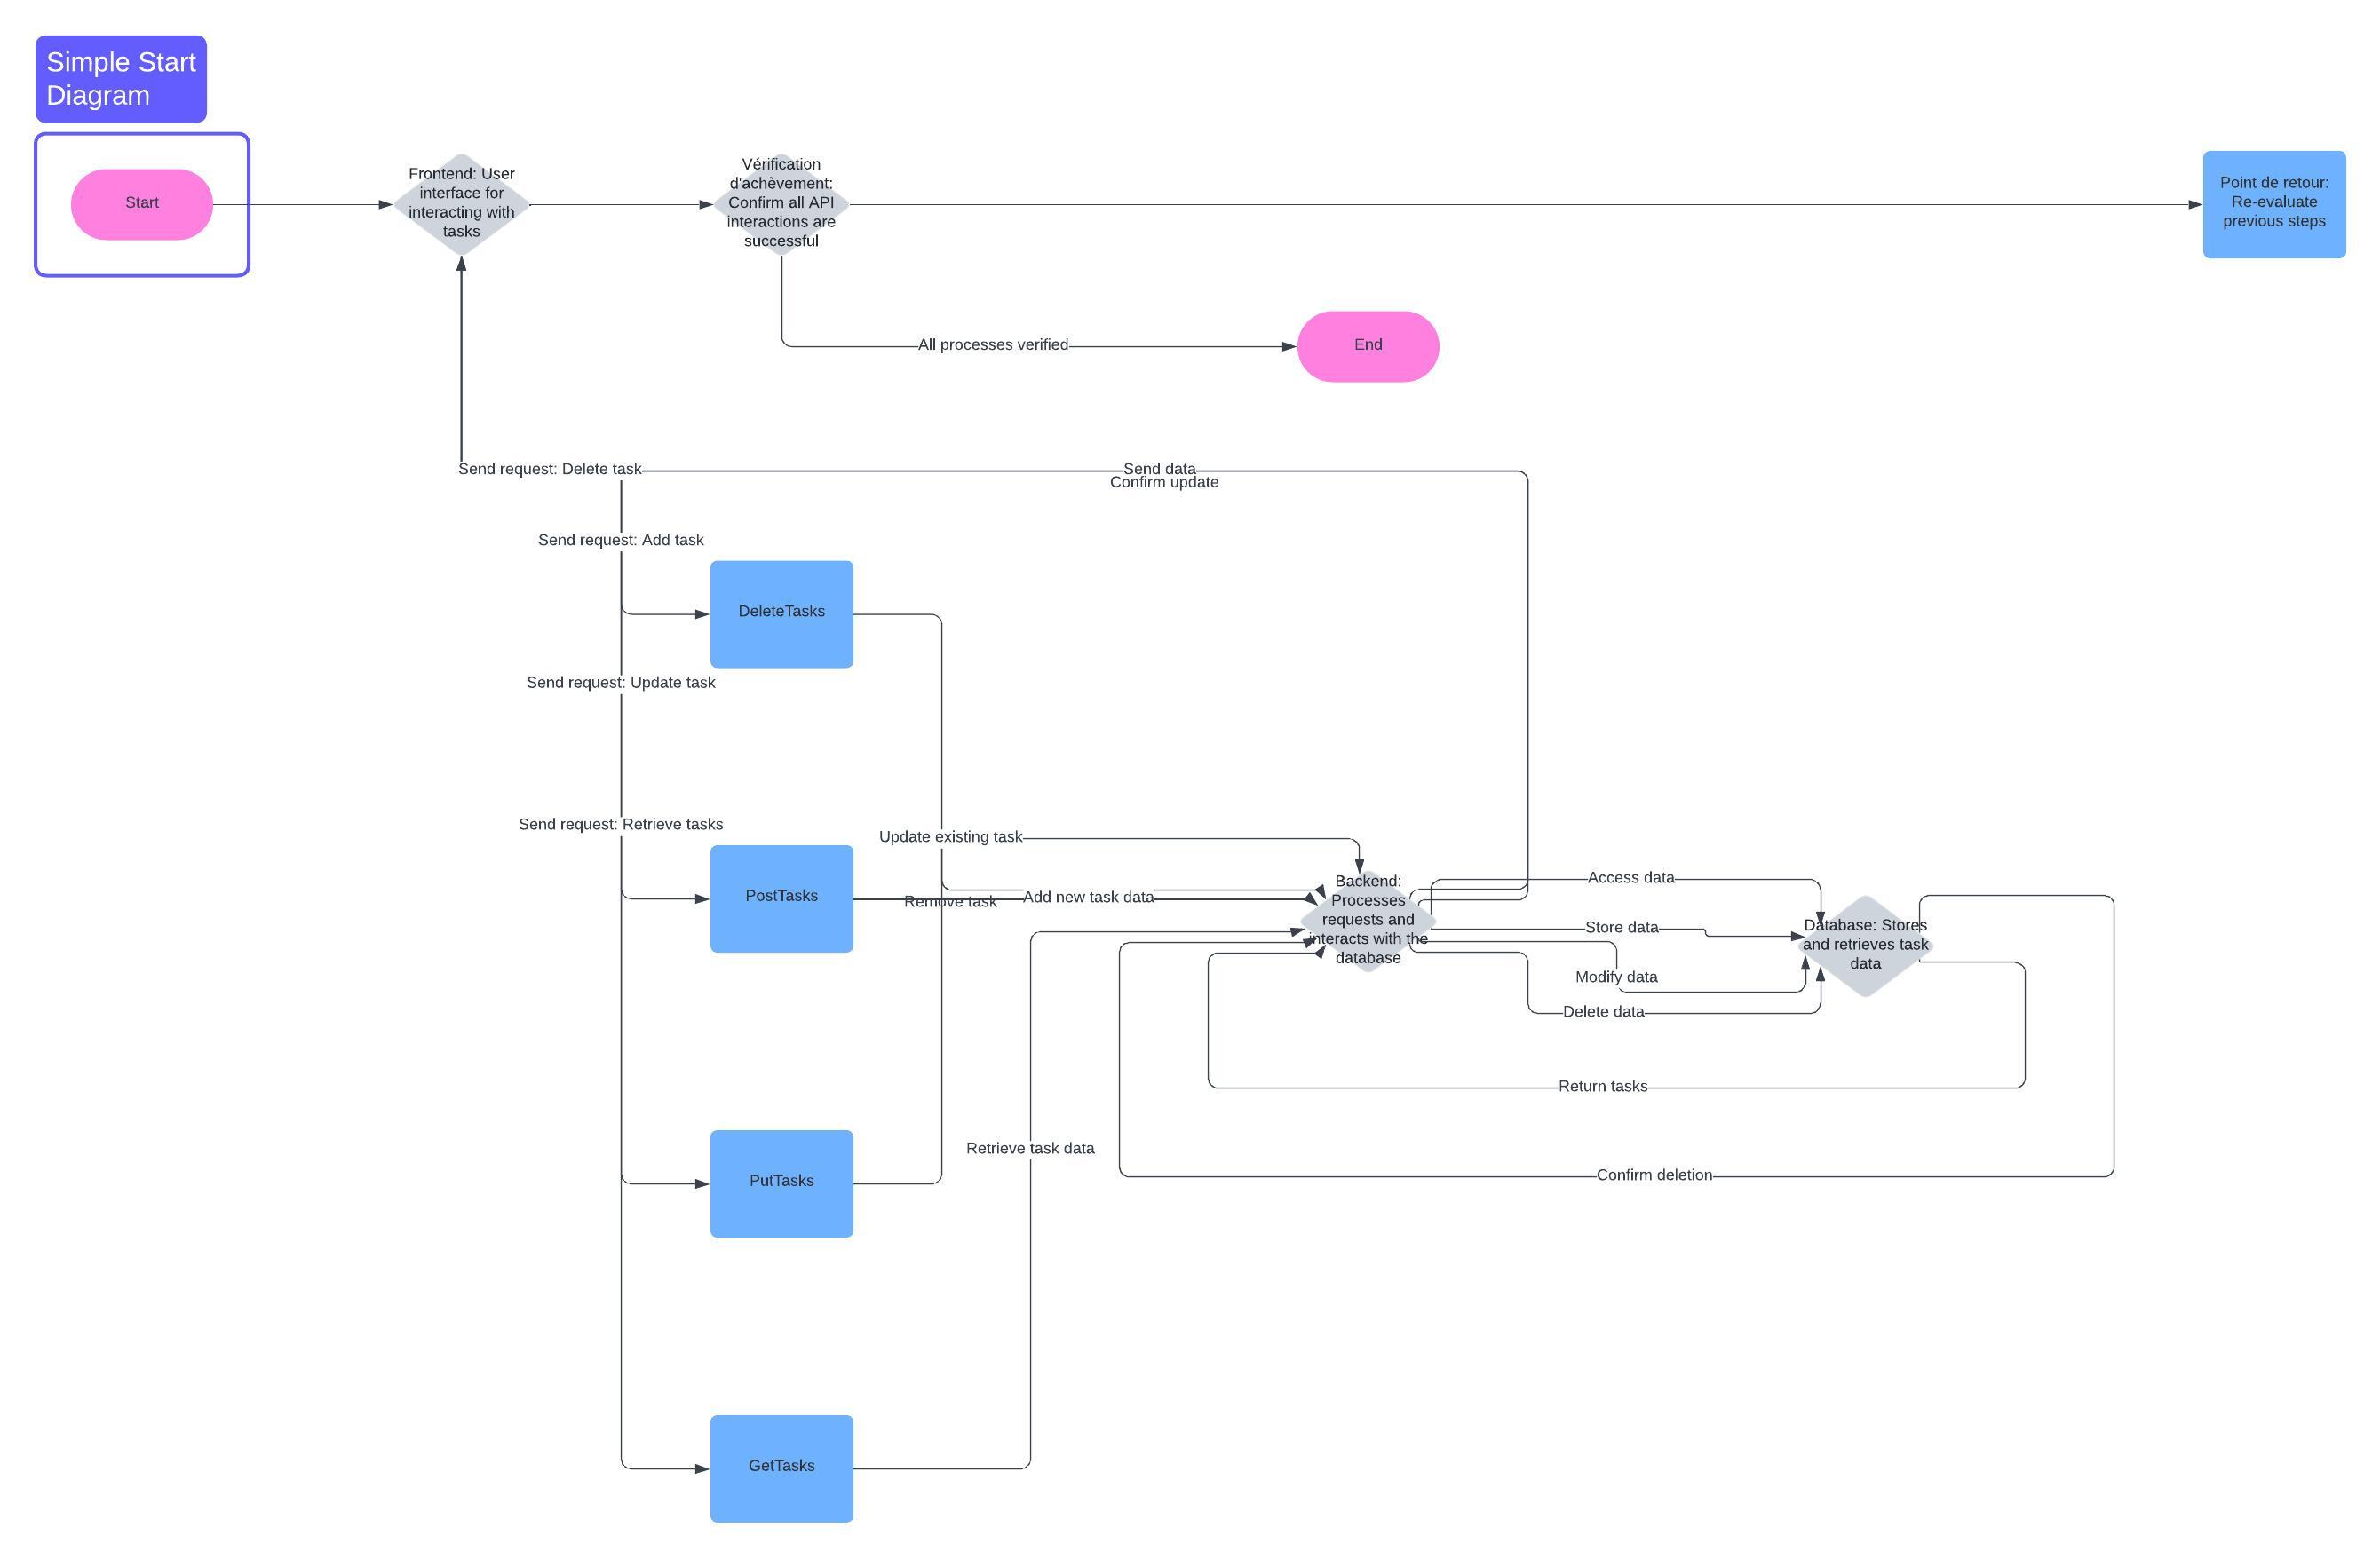 Simple Start
Diagram
Start
Frontend: User
interface for
interacting with
tasks
Vérification
d'achèvement:
Confirm all API
interactions are
successful
Point de retour:
Re-evaluate
previous steps
All processes verified
End
Send request: Delete task
Send data
Confirm update
Send request: Add task
DeleteTasks
Send request: Update task
Send request: Retrieve tasks
Update existing task
PostTasks
Remove task
Add new task data
Backend:
Processes
requests and
interacts with the
database
Access data
Store data
Modify data
Delete data
Database: Stores
and retrieves task
data
Return tasks
Retrieve task data
Confirm deletion
PutTasks
GetTasks